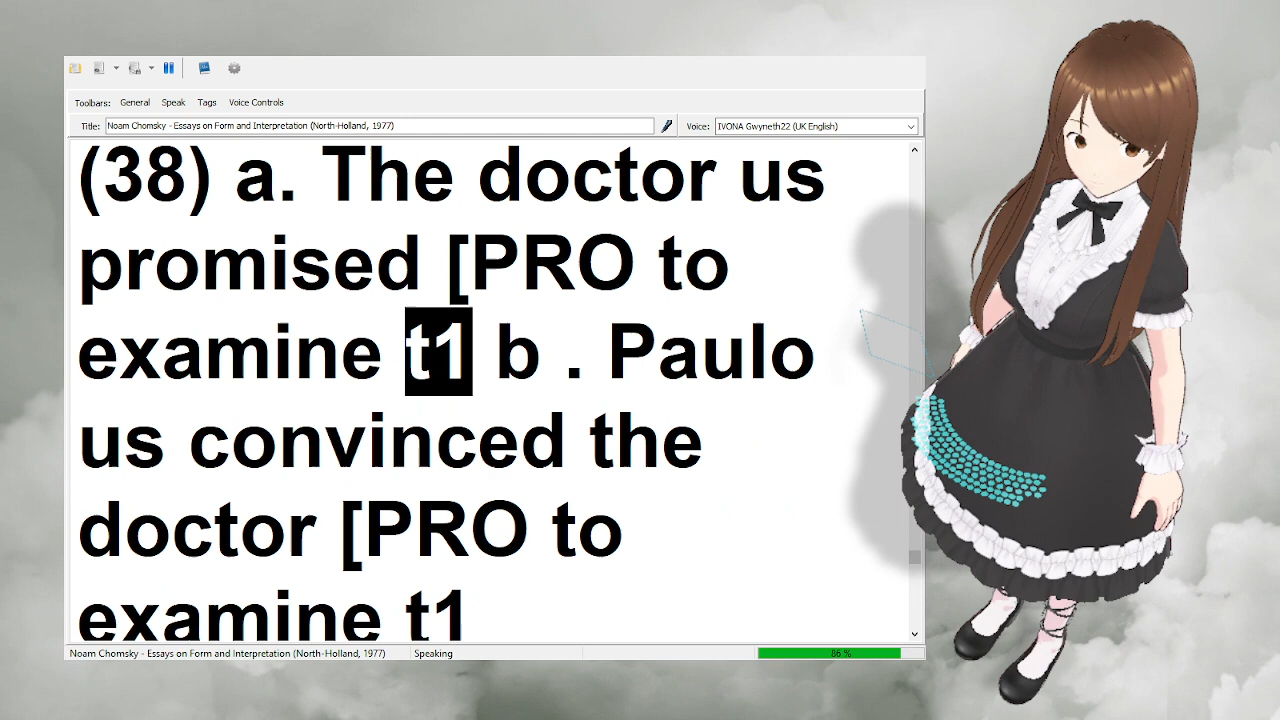 Toolbars: General Speak Tags Voice Controls
Title: Noam Chomsky - Essays on Form and Interpretation (North-Holland, 1977) Voice: IVONA Gwyneth22 (UK English)
(38) a. The doctor us
promised [PRO to
examine t1 b . Paulo
us convinced the
doctor [PRO to
examine t1
Noam Chomsky - Essays on Form and Interpretation (North-Holland, 1977) Speaking 86 %